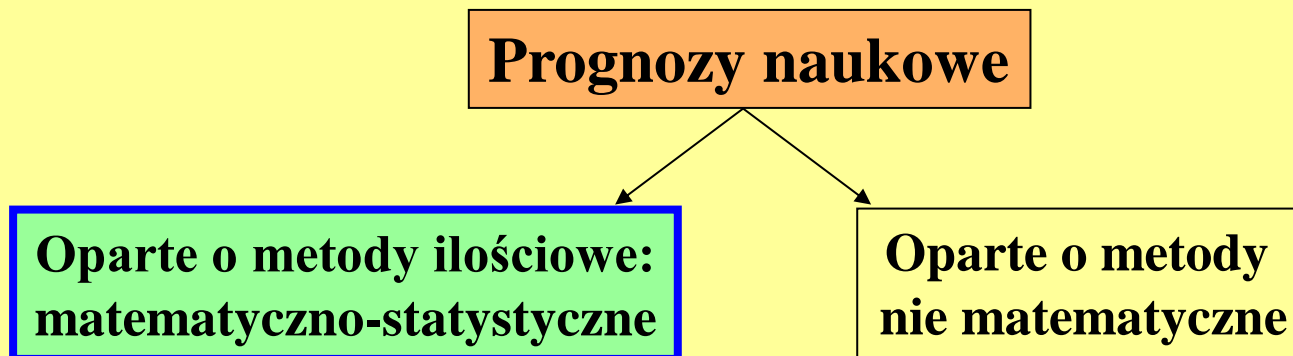 Prognozy naukowe
Oparte o metody ilościowe:
matematyczno-statystyczne
Oparte o metody
nie matematyczne